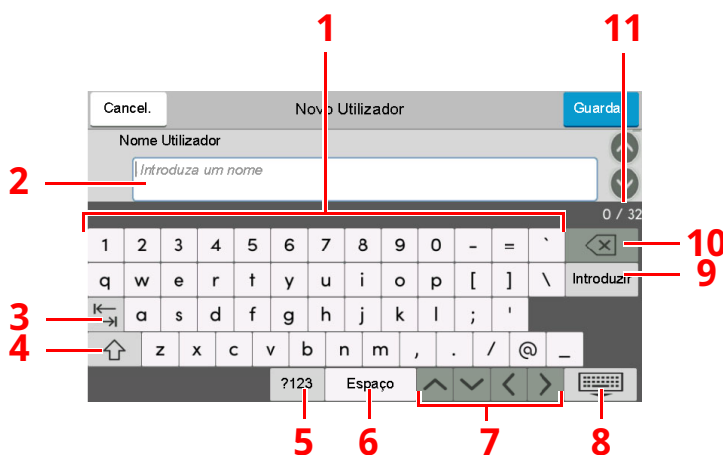 1 11
Cancel. Novo Utilizador Guardar
Nome Utilizador
2 Introduza um nome
0 / 32
1 2 3 4 5 6 7 8 9 0 - = ` 10
q w e r t y u i o p [ ] \ Introduzir 9
3 a s d f g h j k l ; '
4 z x c v b n m , . / @ _
?123 Espaço
5 6 7 8